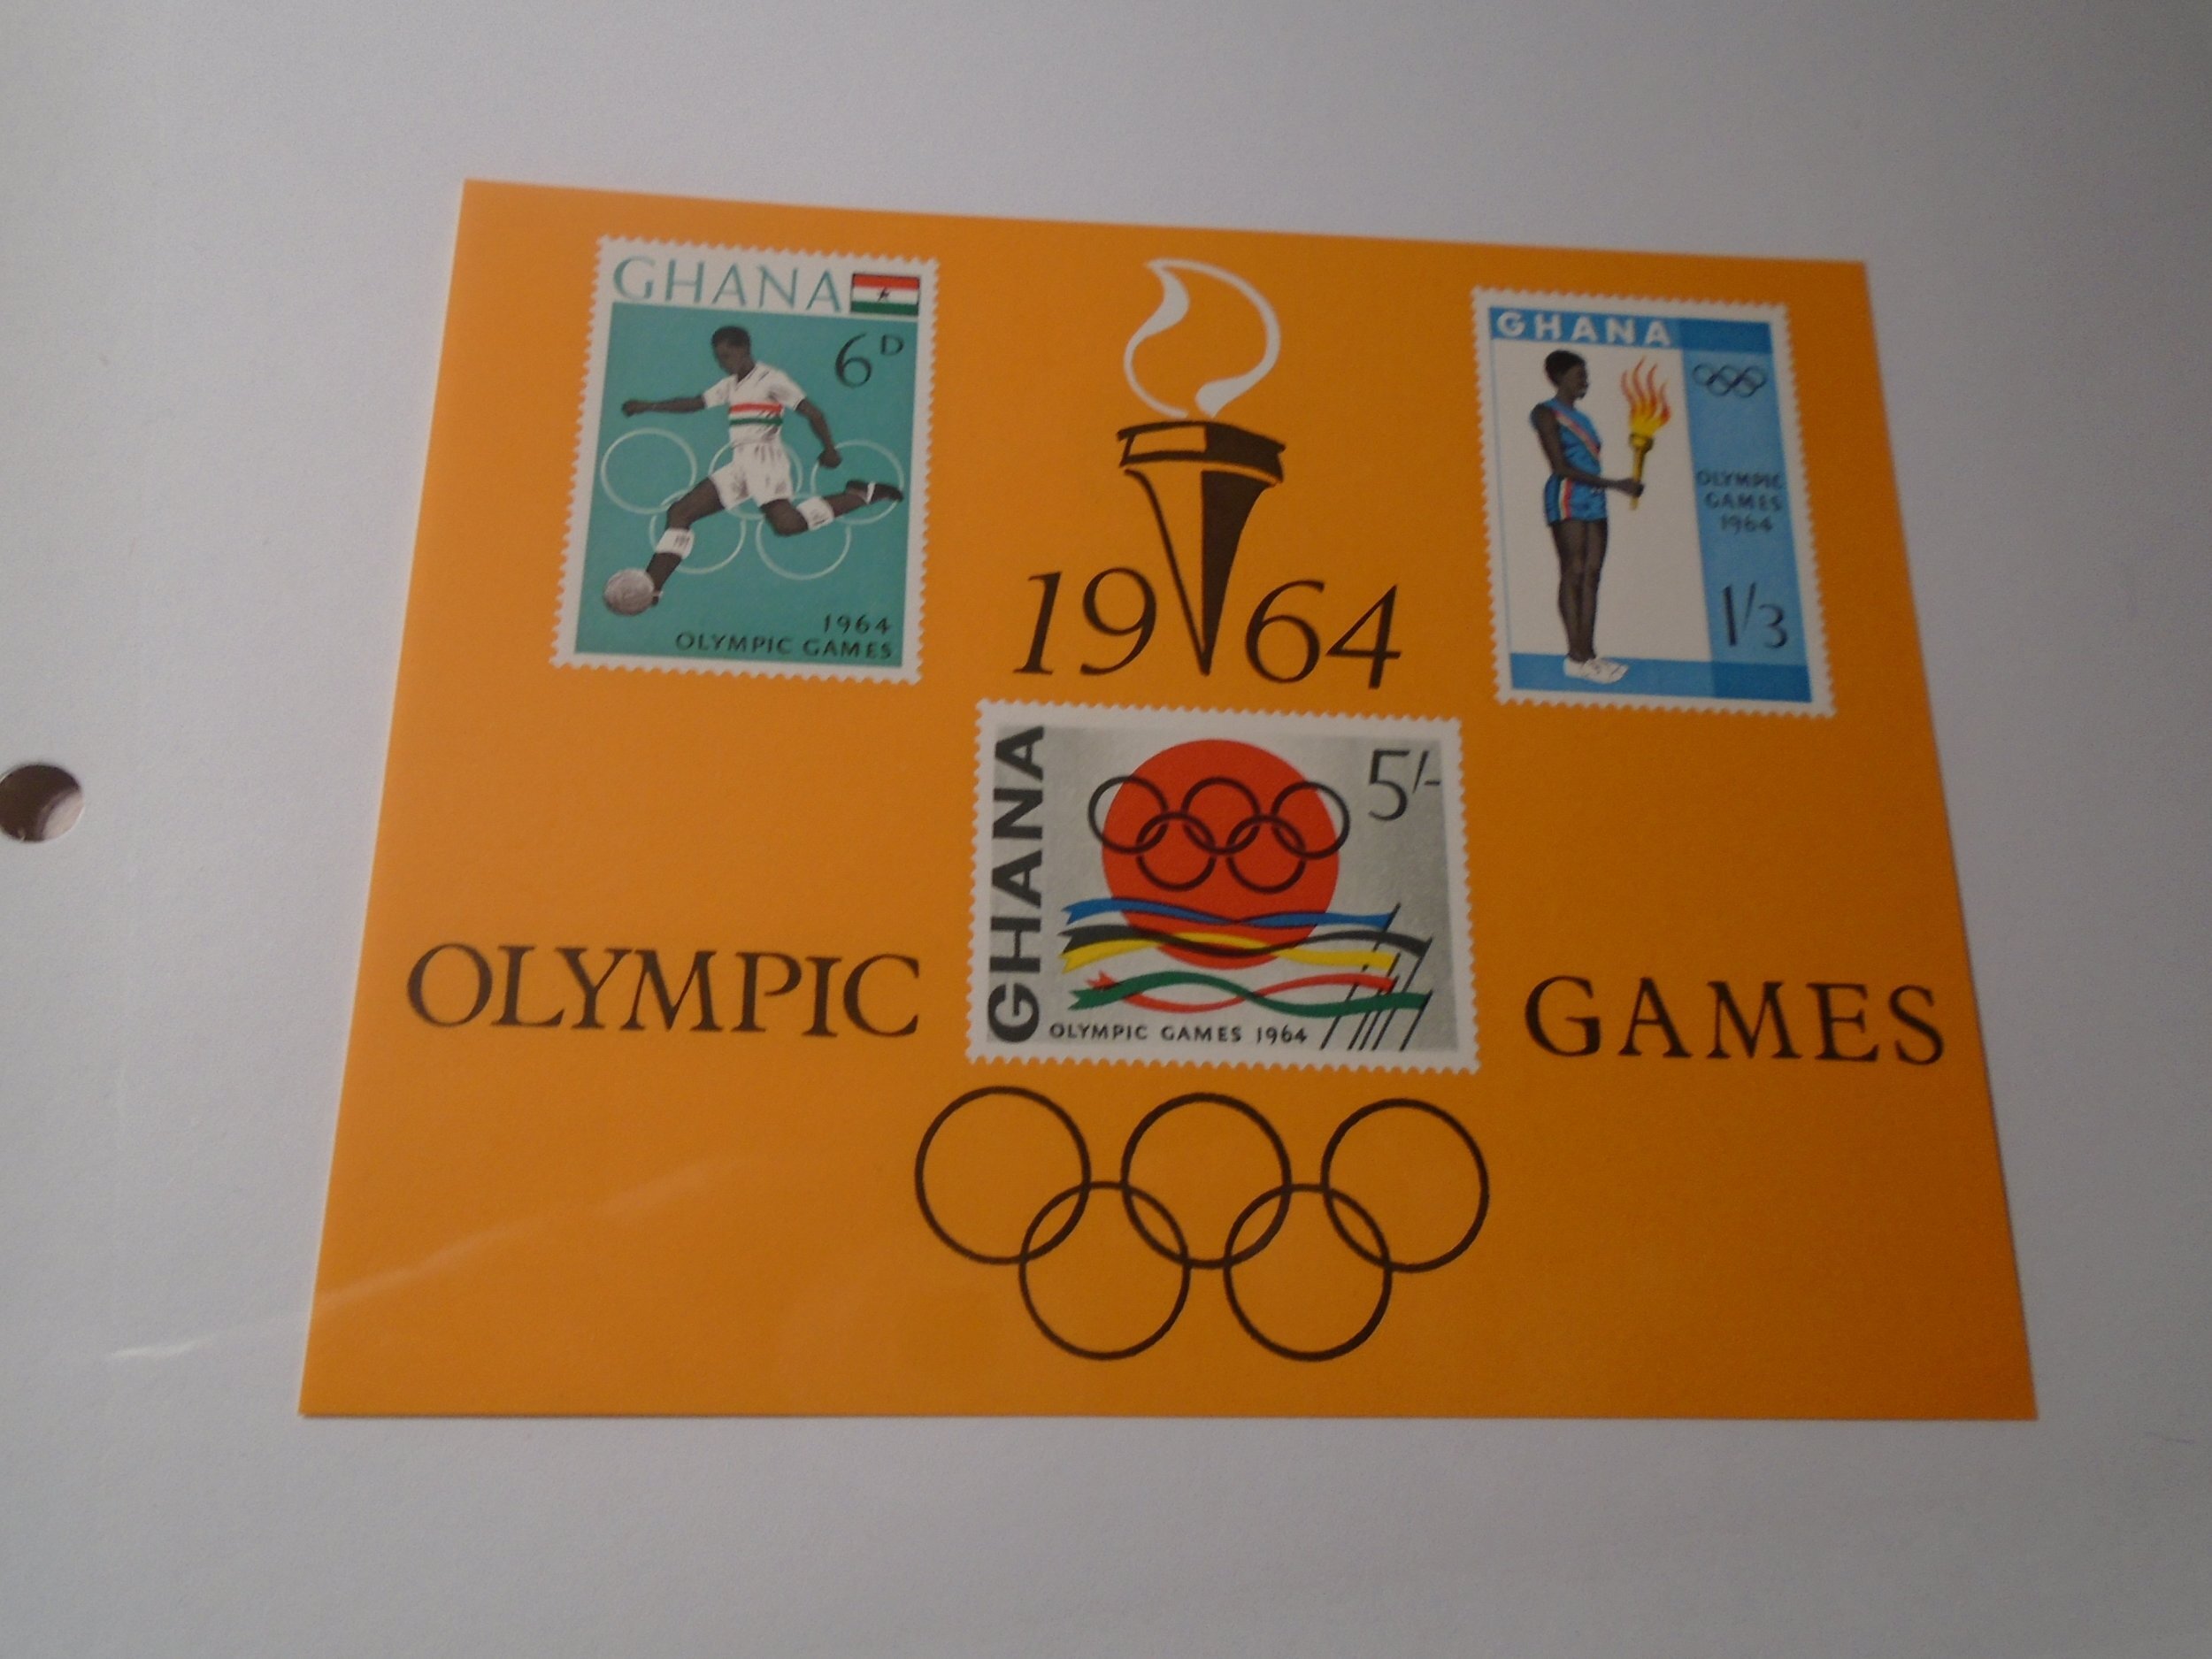 GHANA
6D
1964
OLYMPIC GAMES
GHANA
OLYMPIC
GAMES
1964
1/3
1964
GHANA
5/-
OLYMPIC GAMES 1964
OLYMPIC GAMES